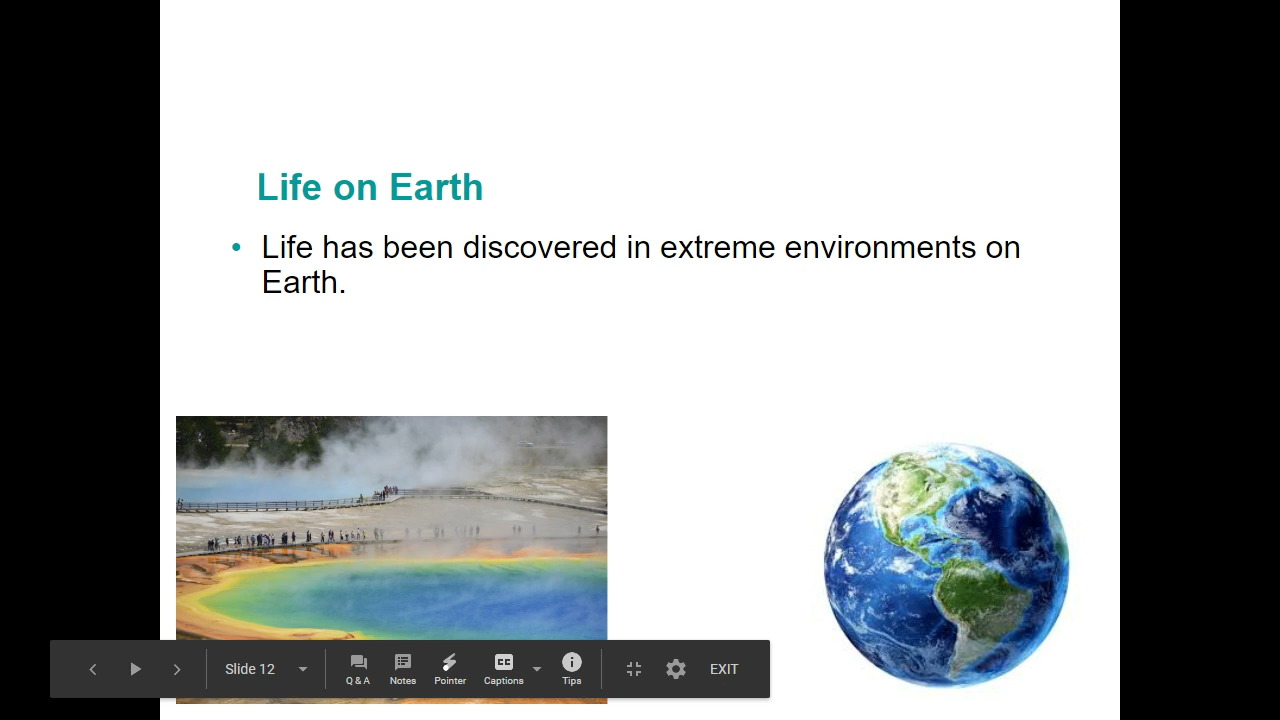 Life on Earth
• Life has been discovered in extreme environments on
Earth.
Slide 12
Q & A
Notes
Pointer
CC
Captions
Tips
EXIT